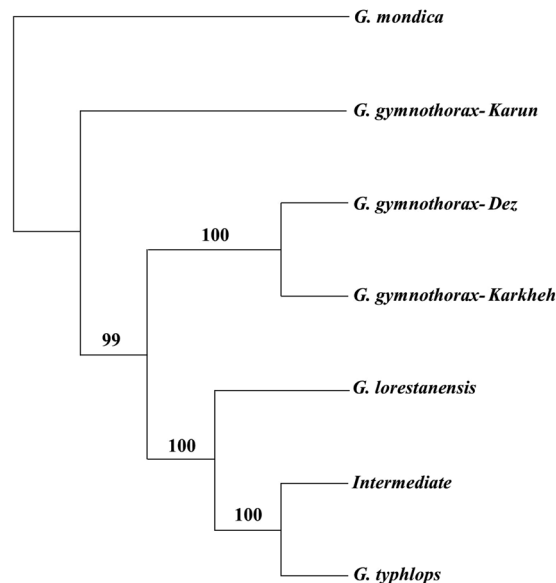 G. mondica
G. gymnothorax- Karun
G. gymnothorax- Dez
100
G. gymnothorax- Karkheh
99
G. lorestanensis
100
Intermediate
100
G. typhlops